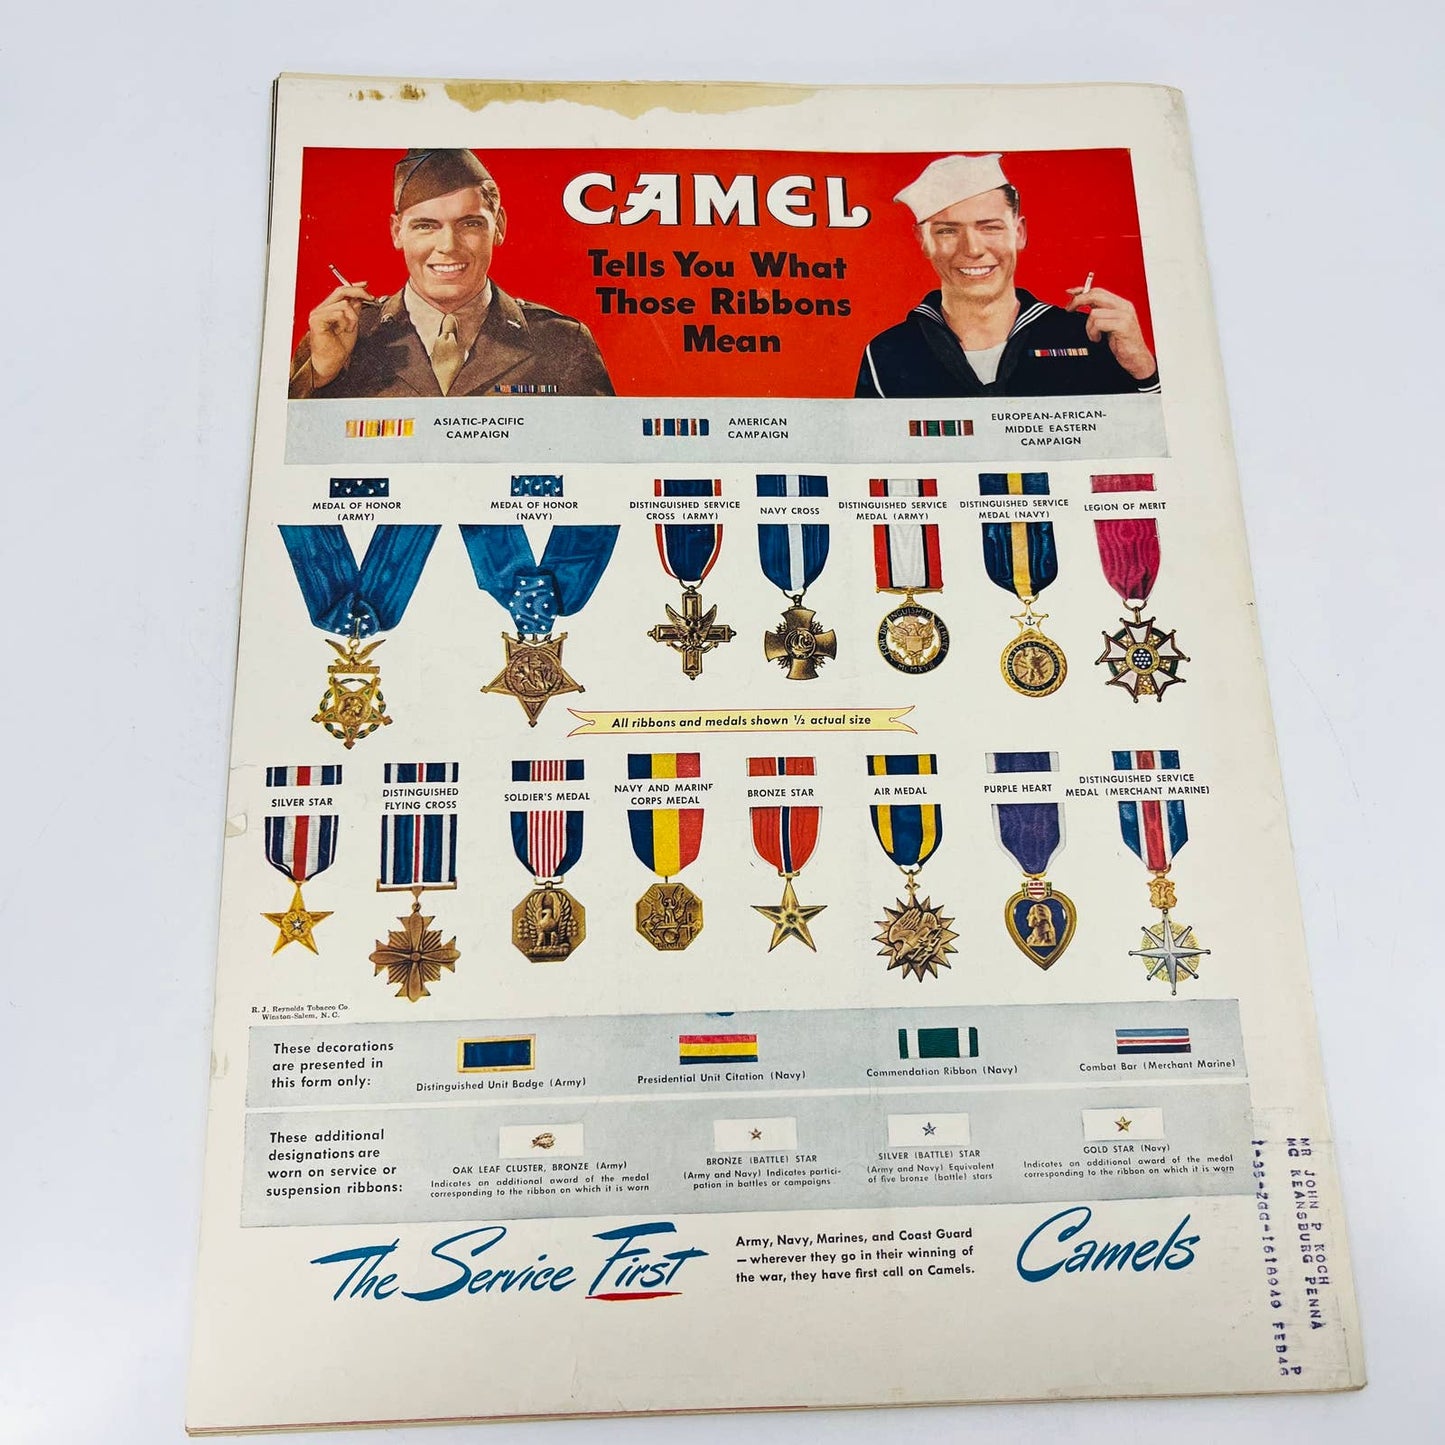 CAMEL
Tells You What
Those Ribbons
Mean
ASIATIC-PACIFIC
CAMPAIGN
AMERICAN
CAMPAIGN
EUROPEAN-AFRICAN-
MIDDLE EASTERN
CAMPAIGN
MEDAL OF HONOR
(ARMY)
MEDAL OF HONOR
(NAVY)
DISTINGUISHED SERVICE
CROSS (ARMY)
NAVY CROSS
DISTINGUISHED SERVICE
MEDAL (ARMY)
DISTINGUISHED SERVICE
MEDAL (NAVY)
LEGION OF MERIT
All ribbons and medals shown ½ actual size
SILVER STAR
DISTINGUISHED
FLYING CROSS
SOLDIER'S MEDAL
NAVY AND MARINE
CORPS MEDAL
BRONZE STAR
AIR MEDAL
PURPLE HEART
DISTINGUISHED SERVICE
MEDAL (MERCHANT MARINE)
R. J. Reynolds Tobacco Co.
Winston-Salem, N. C.
These decorations
are presented in
this form only:
Distinguished Unit Badge (Army)
Presidential Unit Citation (Navy)
Commendation Ribbon (Navy)
Combat Bar (Merchant Marine)
These additional
designations are
worn on service or
suspension ribbons:
OAK LEAF CLUSTER, BRONZE (Army)
Indicates an additional award of the medal
corresponding to the ribbon on which it is worn
BRONZE (BATTLE) STAR
(Army and Navy) Indicates partici-
pation in battles or campaigns
SILVER (BATTLE) STAR
(Army and Navy) Equivalent
of five bronze (battle) stars
GOLD STAR (Navy)
Indicates an additional award of the medal
corresponding to the ribbon on which it is worn
The Service First
Army, Navy, Marines, and Coast Guard
—wherever they go in their winning of
the war, they have first call on Camels.
Camels
MR JOHN P KOCH P
MC KEANSBURG PENNA
FEB46